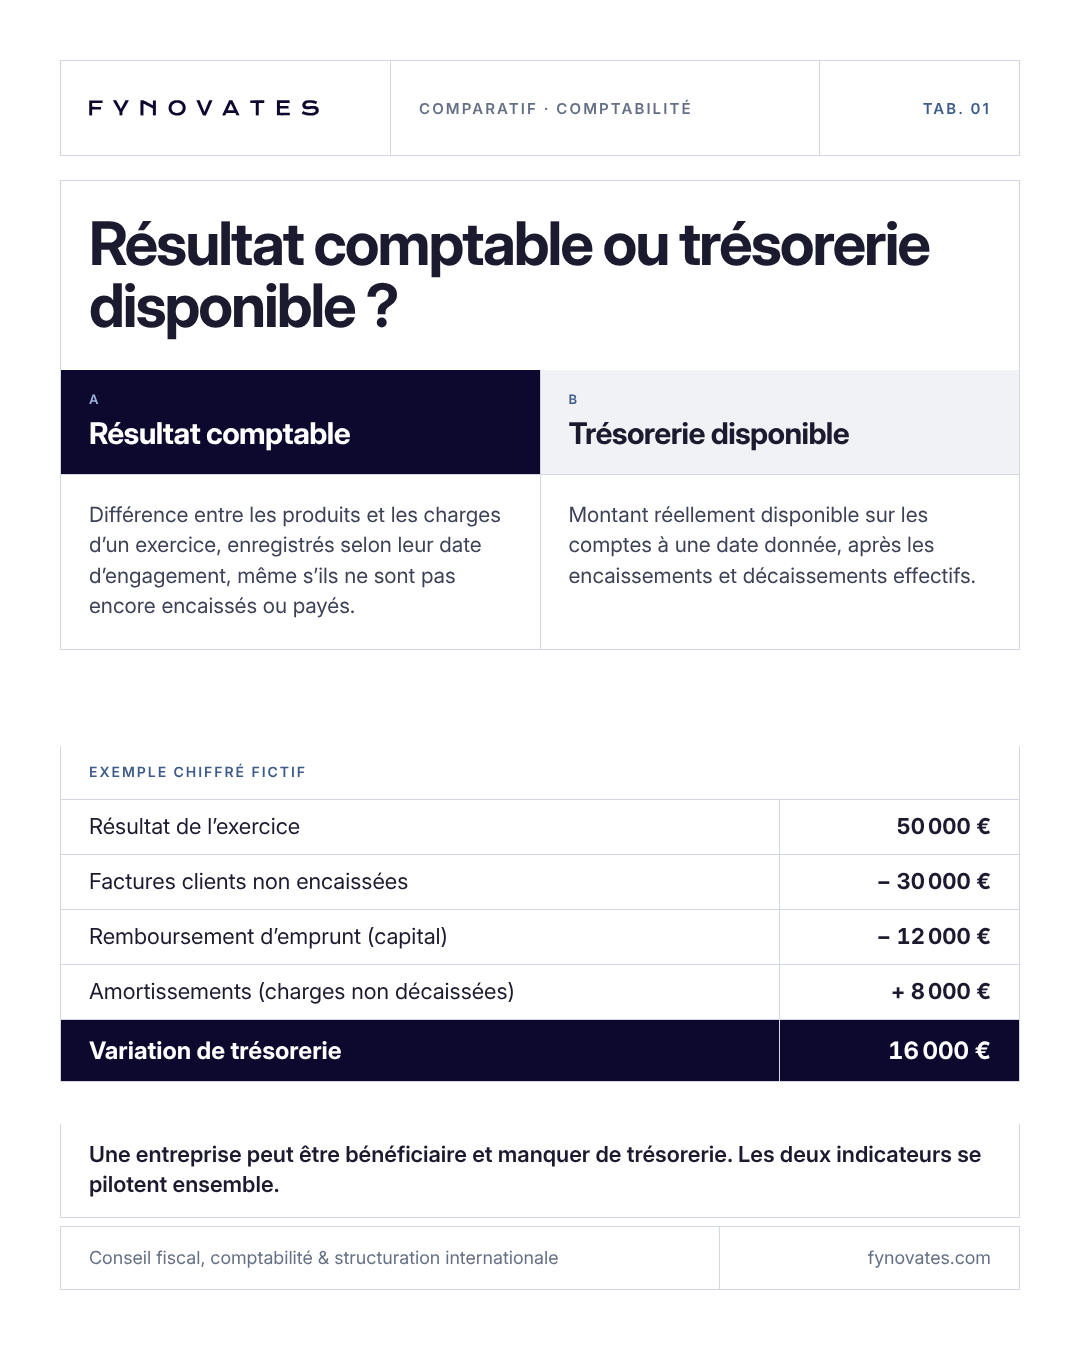 FYNOVATES
COMPARATIF · COMPTABILITÉ
TAB. 01
Résultat comptable ou trésorerie
disponible ?
A
Résultat comptable
B
Trésorerie disponible
Différence entre les produits et les charges
d’un exercice, enregistrés selon leur date
d’engagement, même s’ils ne sont pas
encore encaissés ou payés.
Montant réellement disponible sur les
comptes à une date donnée, après les
encaissements et décaissements effectifs.
EXEMPLE CHIFFRÉ FICTIF
Résultat de l’exercice 50 000 €
Factures clients non encaissées – 30 000 €
Remboursement d’emprunt (capital) – 12 000 €
Amortissements (charges non décaissées) + 8 000 €
Variation de trésorerie 16 000 €
Une entreprise peut être bénéficiaire et manquer de trésorerie. Les deux indicateurs se
pilotent ensemble.
Conseil fiscal, comptabilité & structuration internationale
fynovates.com